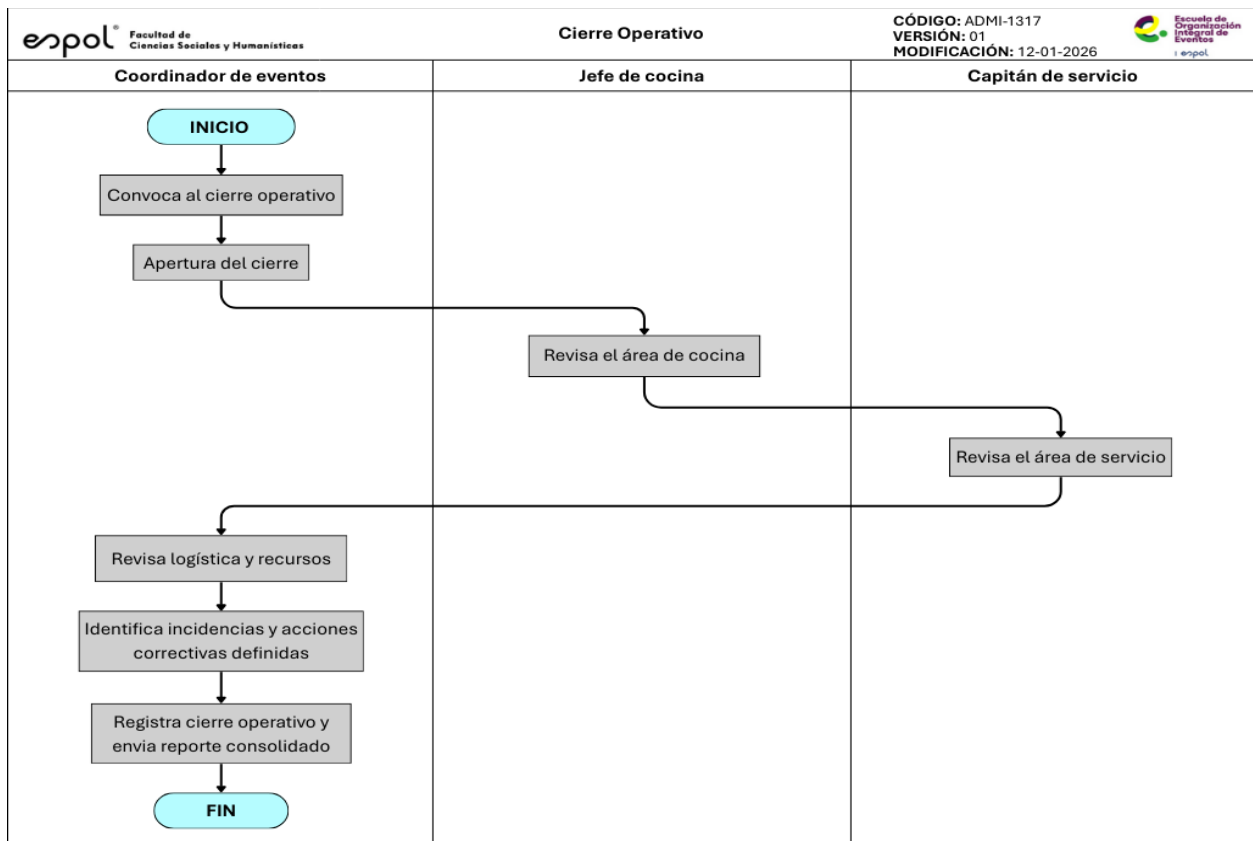 espol
Facultad de
Ciencias Sociales y Humanísticas
Cierre Operativo
CÓDIGO: ADMI-1317
VERSIÓN: 01
MODIFICACIÓN: 12-01-2026
Escuela de
Organización
Integral de
Eventos
espol
Coordinador de eventos
Jefe de cocina
Capitán de servicio
INICIO
Convoca al cierre operativo
Apertura del cierre
Revisa el área de cocina
Revisa el área de servicio
Revisa logística y recursos
Identifica incidencias y acciones
correctivas definidas
Registra cierre operativo y
envia reporte consolidado
FIN